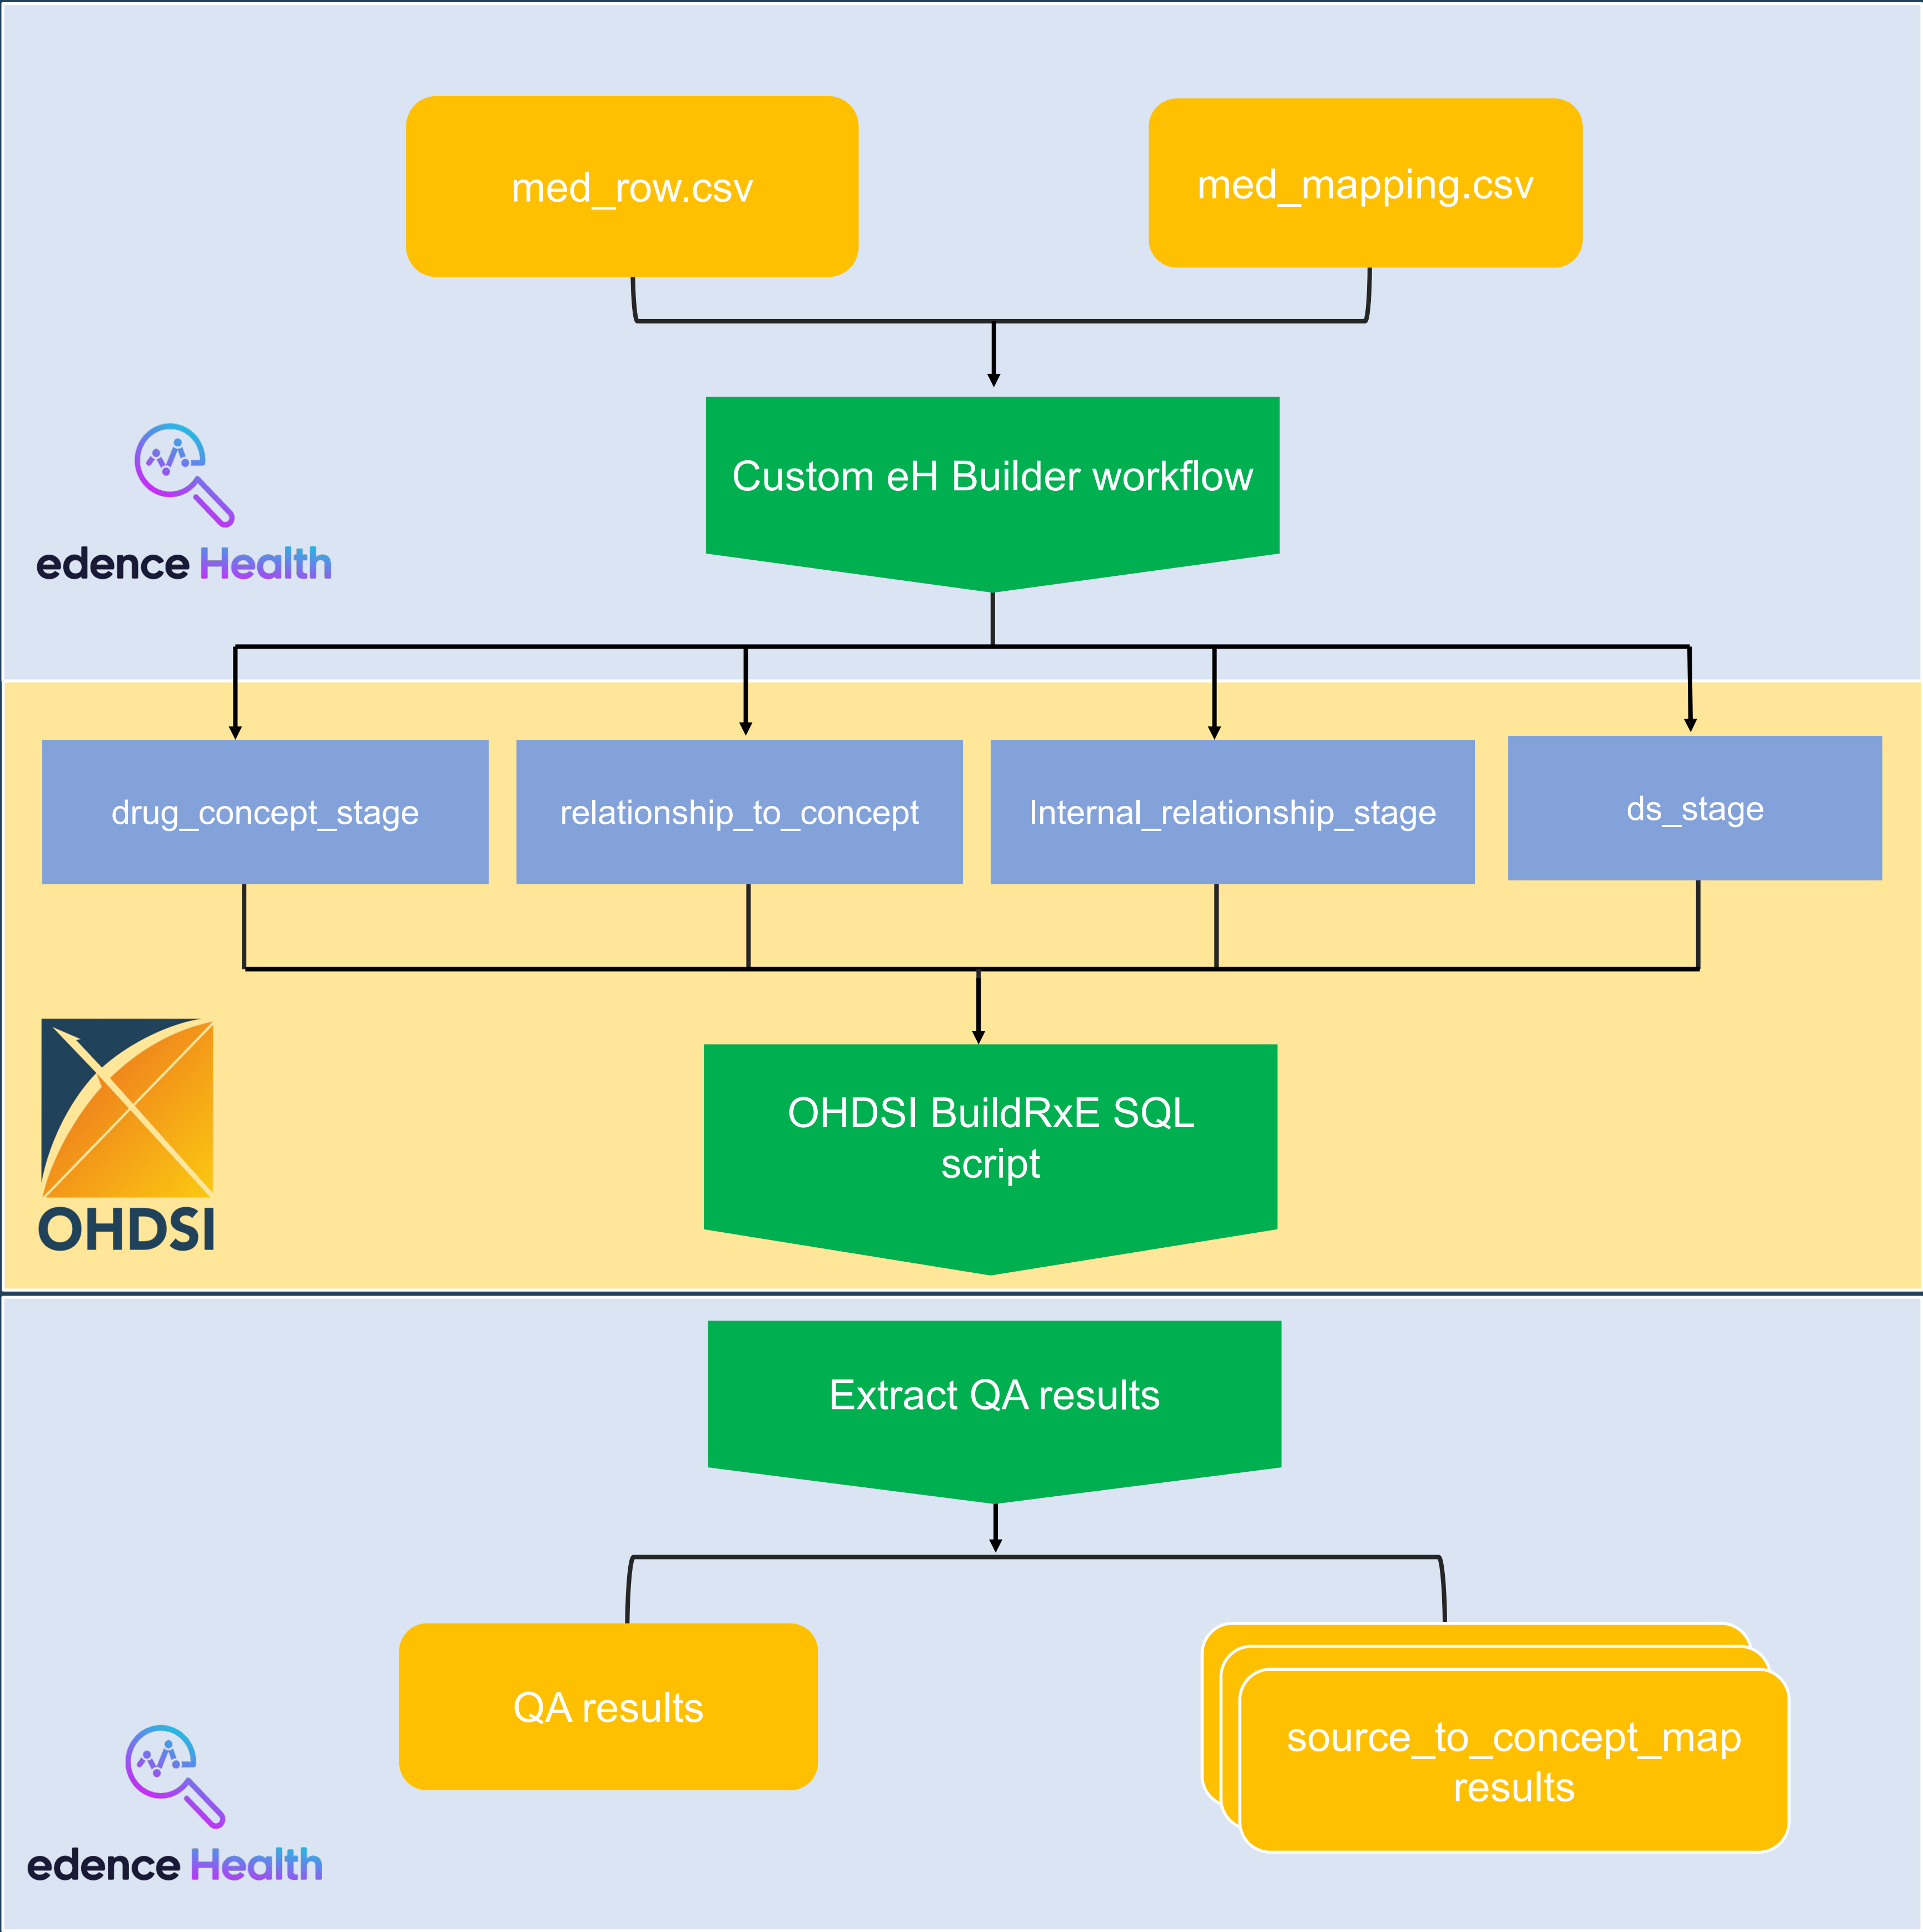 med_row.csv
med_mapping.csv
Custom eH Builder workflow
edence Health
drug_concept_stage
relationship_to_concept
Internal_relationship_stage
ds_stage
OHDSI BuildRxE SQL
script
OHDSI
Extract QA results
QA results
source_to_concept_map
results
edence Health